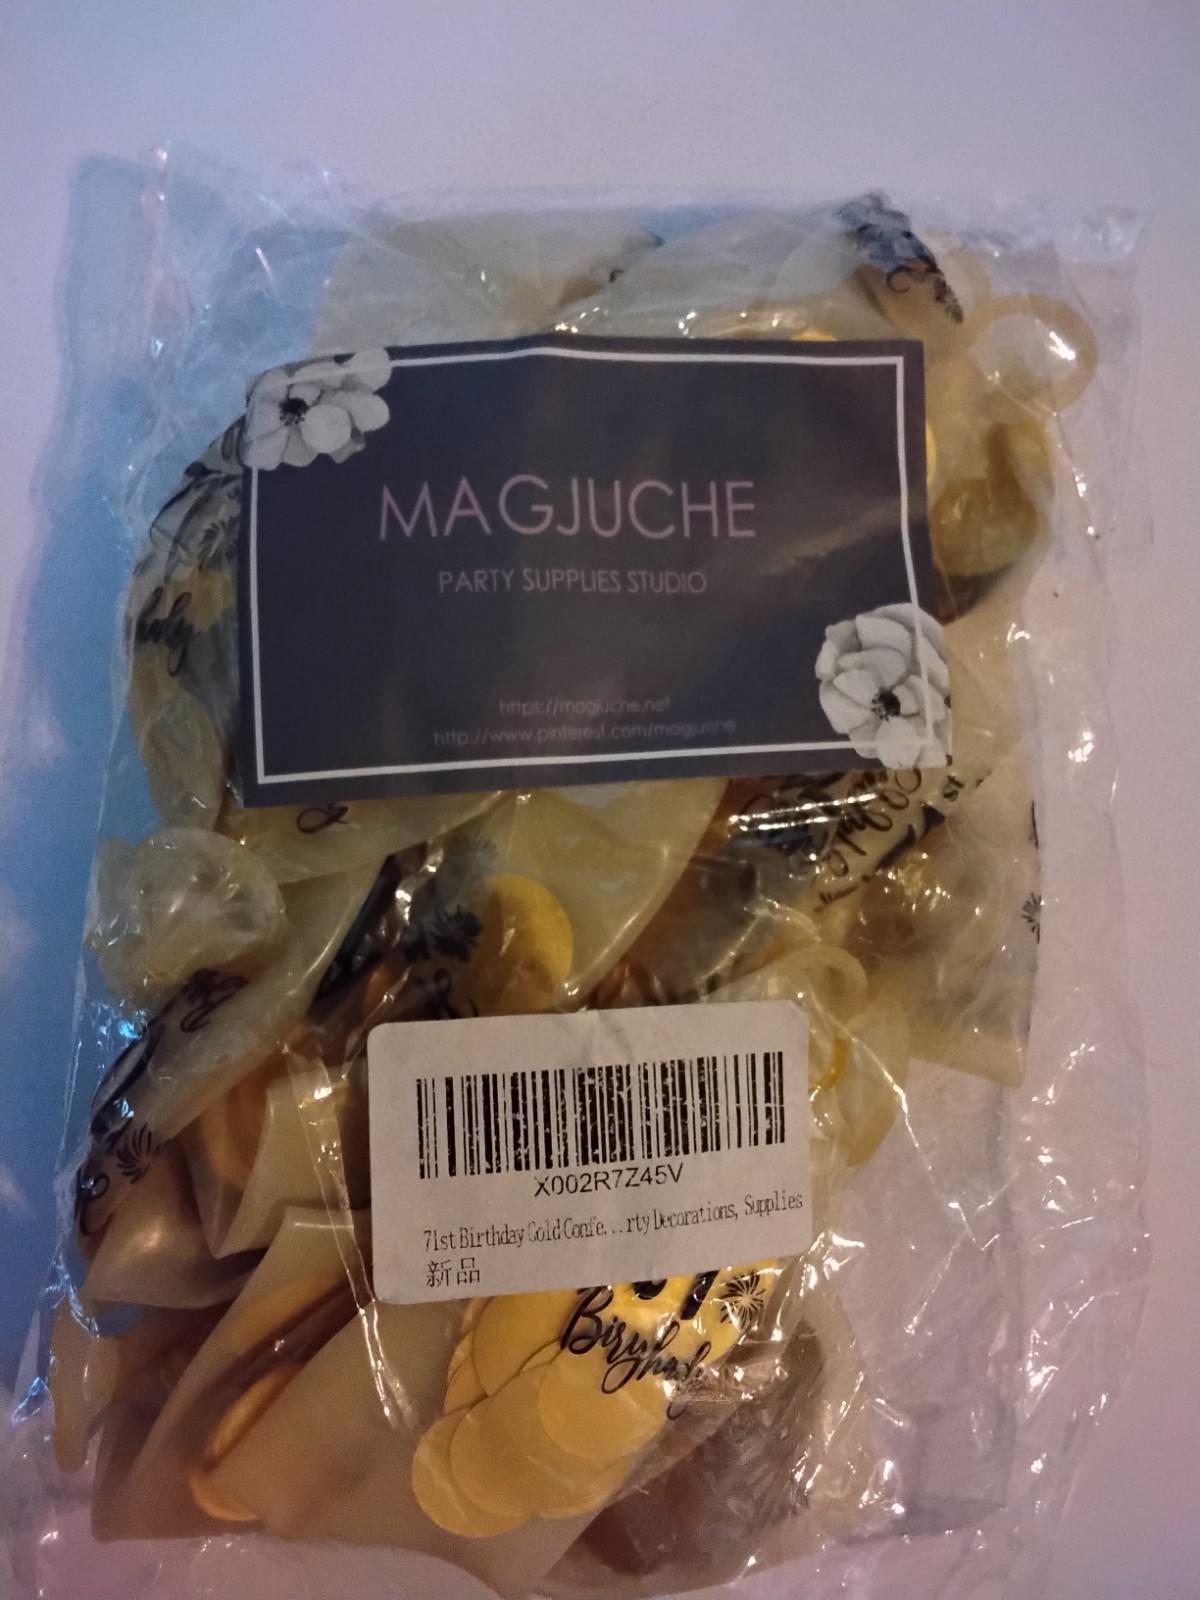 MAGJUCHE
PARTY SUPPLIES STUDIO
https://magjuche.net
http://www.pinterest.com/magjuche
st
X002R7Z45V
71st Birthday Gold Confe...rty Decorations, Supplies
新品
Birthday